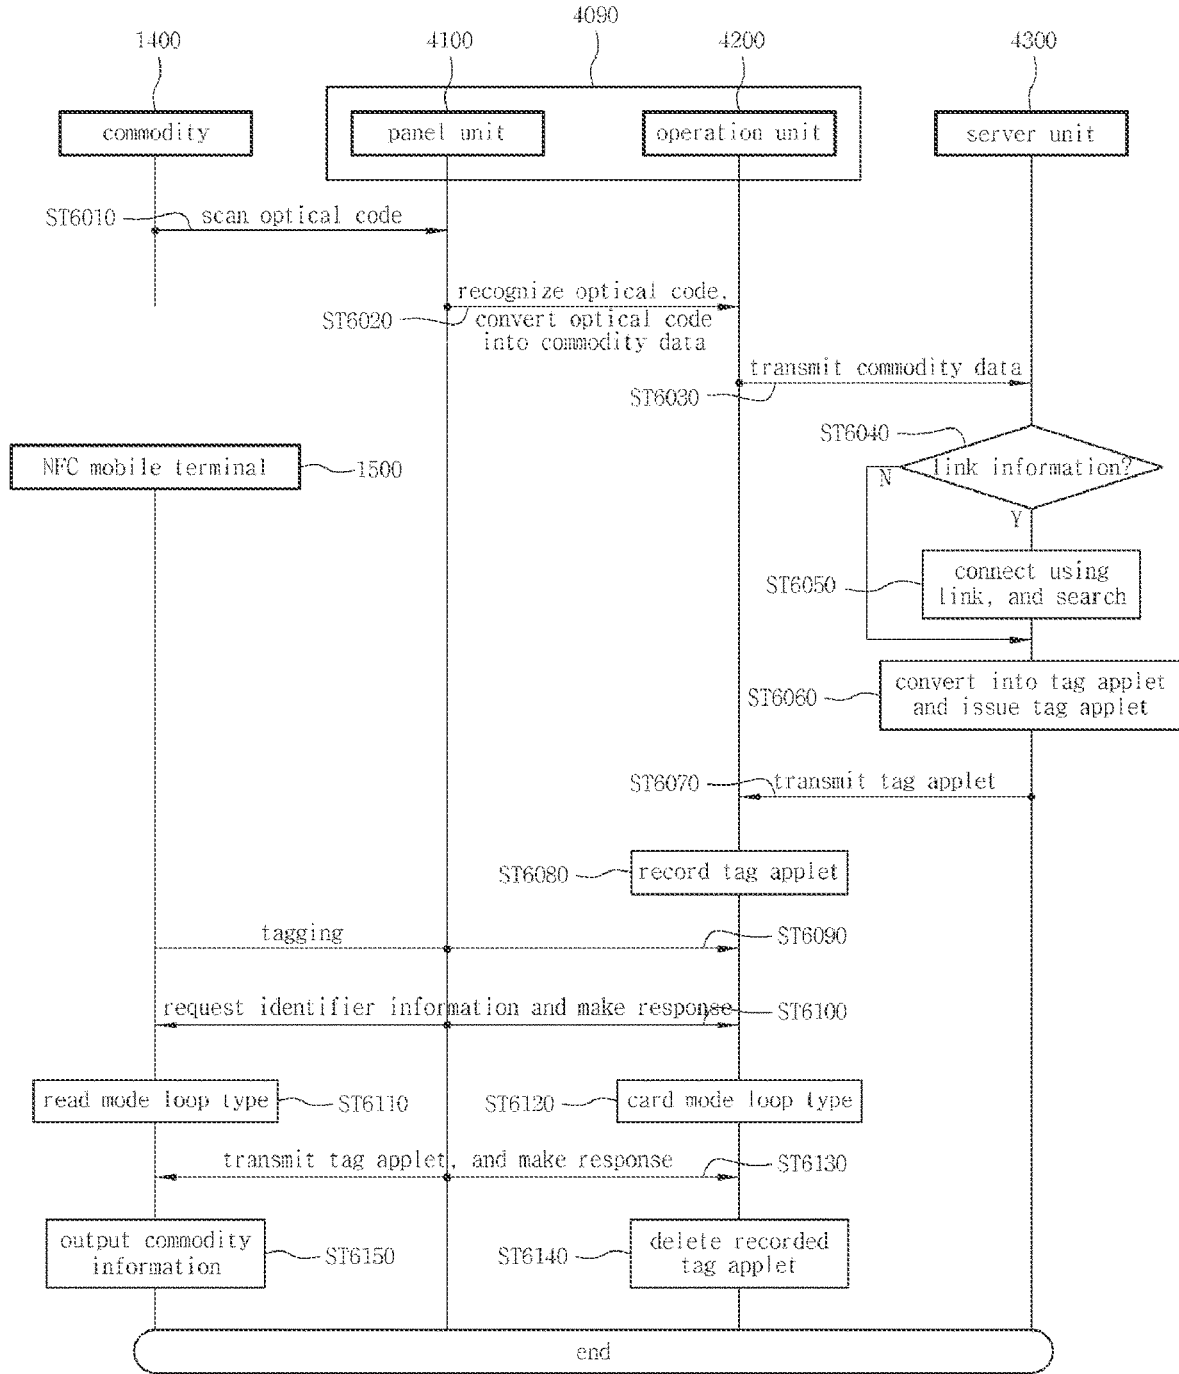 4090
1400
4100
4200
4300
commodity
panel unit
operation unit
server unit
ST6010
scan optical code
recognize optical code,
ST6020
convert optical code
into commodity data
transmit commodity data
ST6030
ST6040
NFC mobile terminal
1500
link information?
N
Y
ST6050
connect using
link, and search
ST6060
convert into tag applet
and issue tag applet
ST6070
transmit tag applet
ST6080
record tag applet
tagging
ST6090
request identifier information and make response
ST6100
read mode loop type
ST6110
ST6120
card mode loop type
transmit tag applet, and make response
ST6130
output commodity
information
ST6150
ST6140
delete recorded
tag applet
end